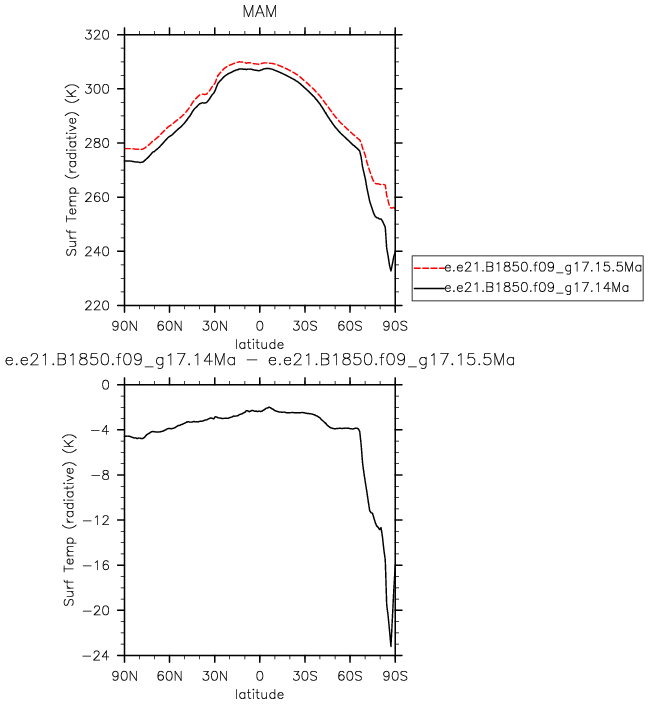 MAM
320
300
280
260
240
220
Surf Temp (radiative) (K)
90N 60N 30N 0 30S 60S 90S
latitude
e.e21.B1850.f09_g17.15.5Ma
e.e21.B1850.f09_g17.14Ma
e.e21.B1850.f09_g17.14Ma − e.e21.B1850.f09_g17.15.5Ma
0
−4
−8
−12
−16
−20
−24
Surf Temp (radiative) (K)
90N 60N 30N 0 30S 60S 90S
latitude